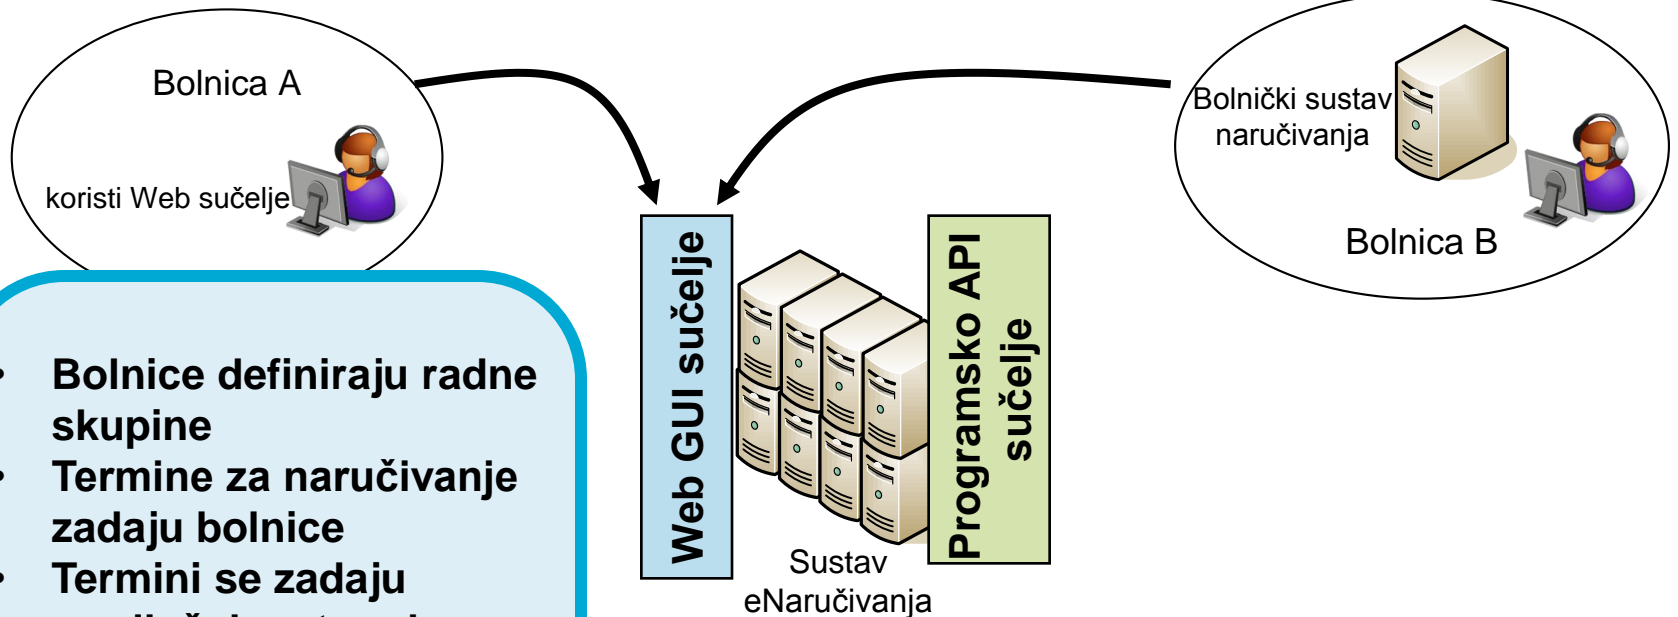 Bolnica A
koristi Web sučelje
Bolnički sustav
naručivanja
Bolnica B
Web GUI sučelje
Programsko API
sučelje
Sustav
eNaručivanja
• Bolnice definiraju radne
skupine
• Termine za naručivanje
zadaju bolnice
• Termini se zadaju